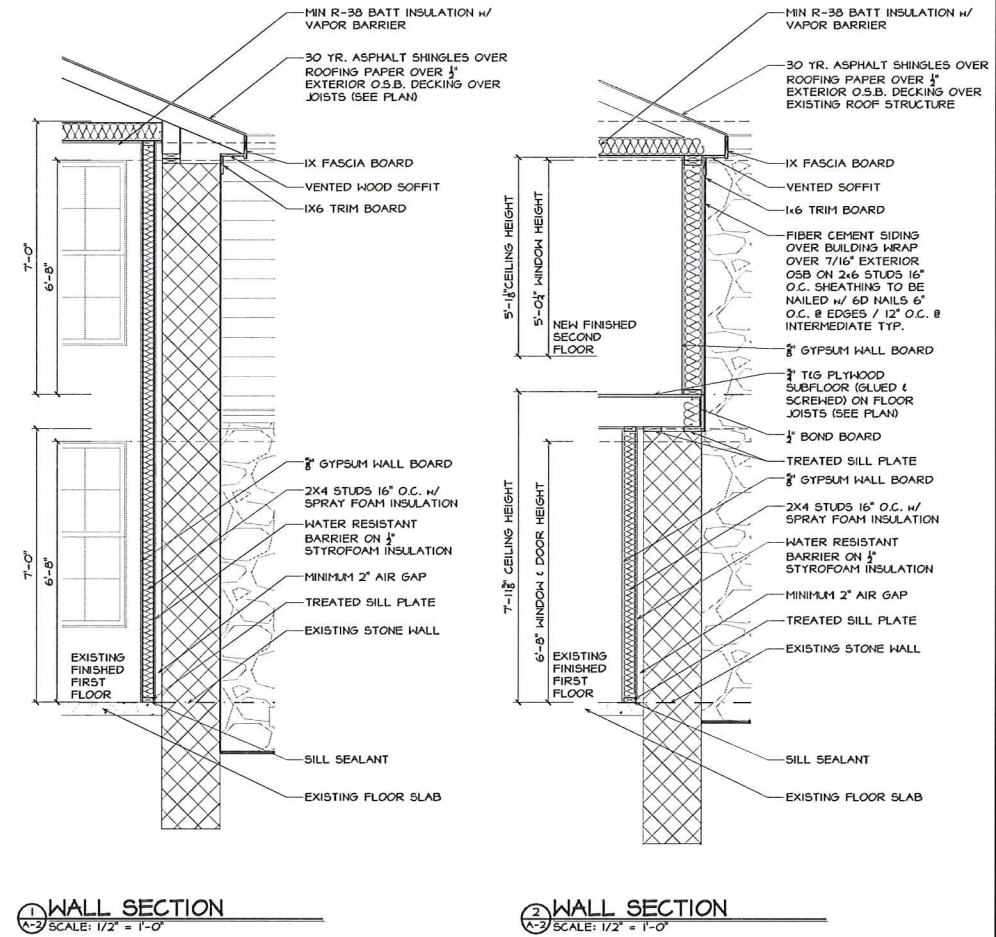 MIN R-38 BATT INSULATION W/
VAPOR BARRIER
30 YR. ASPHALT SHINGLES OVER
ROOFING PAPER OVER ½"
EXTERIOR O.S.B. DECKING OVER
JOISTS (SEE PLAN)
1X FASCIA BOARD
VENTED WOOD SOFFIT
1X6 TRIM BOARD
7'-0"
6'-8"
⅝" GYPSUM WALL BOARD
2X4 STUDS 16" O.C. W/
SPRAY FOAM INSULATION
WATER RESISTANT
BARRIER ON ½"
STYROFOAM INSULATION
MINIMUM 2" AIR GAP
TREATED SILL PLATE
EXISTING STONE WALL
7'-0"
6'-8"
EXISTING
FINISHED
FIRST
FLOOR
SILL SEALANT
EXISTING FLOOR SLAB
1
A-2
WALL SECTION
SCALE: 1/2" = 1'-0"
MIN R-38 BATT INSULATION W/
VAPOR BARRIER
30 YR. ASPHALT SHINGLES OVER
ROOFING PAPER OVER ½"
EXTERIOR O.S.B. DECKING OVER
EXISTING ROOF STRUCTURE
1X FASCIA BOARD
VENTED SOFFIT
1x6 TRIM BOARD
FIBER CEMENT SIDING
OVER BUILDING WRAP
OVER 7/16" EXTERIOR
OSB ON 2x6 STUDS 16"
O.C. SHEATHING TO BE
NAILED W/ 6D NAILS 6"
O.C. @ EDGES / 12" O.C. @
INTERMEDIATE TYP.
5'-1⅛" CEILING HEIGHT
5'-0¼" WINDOW HEIGHT
NEW FINISHED
SECOND
FLOOR
⅝" GYPSUM WALL BOARD
¾" T&G PLYWOOD
SUBFLOOR (GLUED &
SCREWED) ON FLOOR
JOISTS (SEE PLAN)
½" BOND BOARD
TREATED SILL PLATE
⅝" GYPSUM WALL BOARD
2X4 STUDS 16" O.C. W/
SPRAY FOAM INSULATION
WATER RESISTANT
BARRIER ON ½"
STYROFOAM INSULATION
MINIMUM 2" AIR GAP
TREATED SILL PLATE
EXISTING STONE WALL
CEILING HEIGHT
6'-8" WINDOW & DOOR HEIGHT
EXISTING
FINISHED
FIRST
FLOOR
SILL SEALANT
EXISTING FLOOR SLAB
2
A-2
WALL SECTION
SCALE: 1/2" = 1'-0"